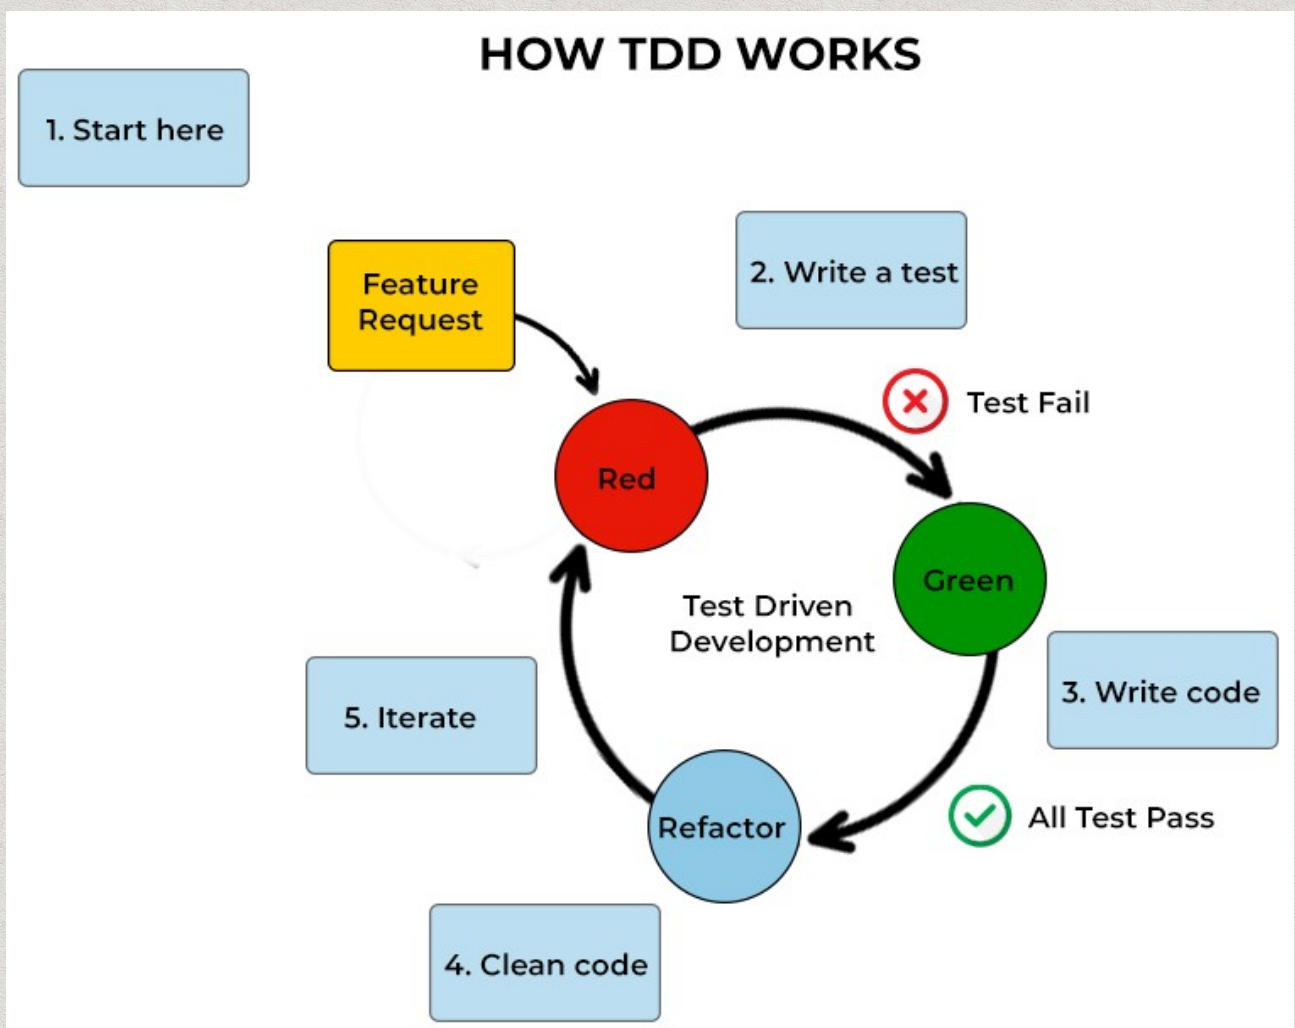 HOW TDD WORKS
1. Start here
2. Write a test
Feature
Request
Test Fail
Red
Green
Test Driven
Development
3. Write code
5. Iterate
All Test Pass
Refactor
4. Clean code